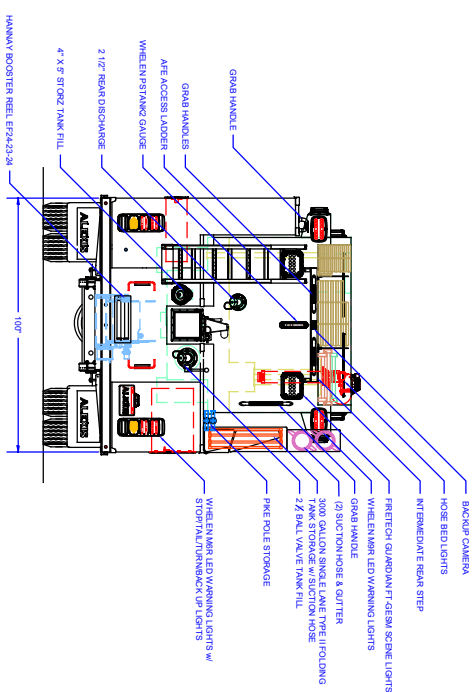 BACKUP CAMERA
HOSE BED LIGHTS
INTERMEDIATE REAR STEP
FIRETECH GUARDIAN FT-GESM SCENE LIGHTS
WHELEN M9R LED WARNING LIGHTS
GRAB HANDLE
(2) SUCTION HOSE & GUTTER
3000 GALLON SINGLE LANE TYPE II FOLDING
TANK STORAGE w/ SUCTION HOSE
2 ½" BALL VALVE TANK FILL
PIKE POLE STORAGE
WHELEN M6R LED WARNING LIGHTS w/
STOP/TAIL/TURN/BACK UP LIGHTS
GRAB HANDLE
GRAB HANDLES
AFE ACCESS LADDER
WHELEN PSTANK2 GAUGE
2 1/2" REAR DISCHARGE
4" X 5" STORZ TANK FILL
HANNAY BOOSTER REEL EF24-23-24
100"
ALEXIS
ALEXIS